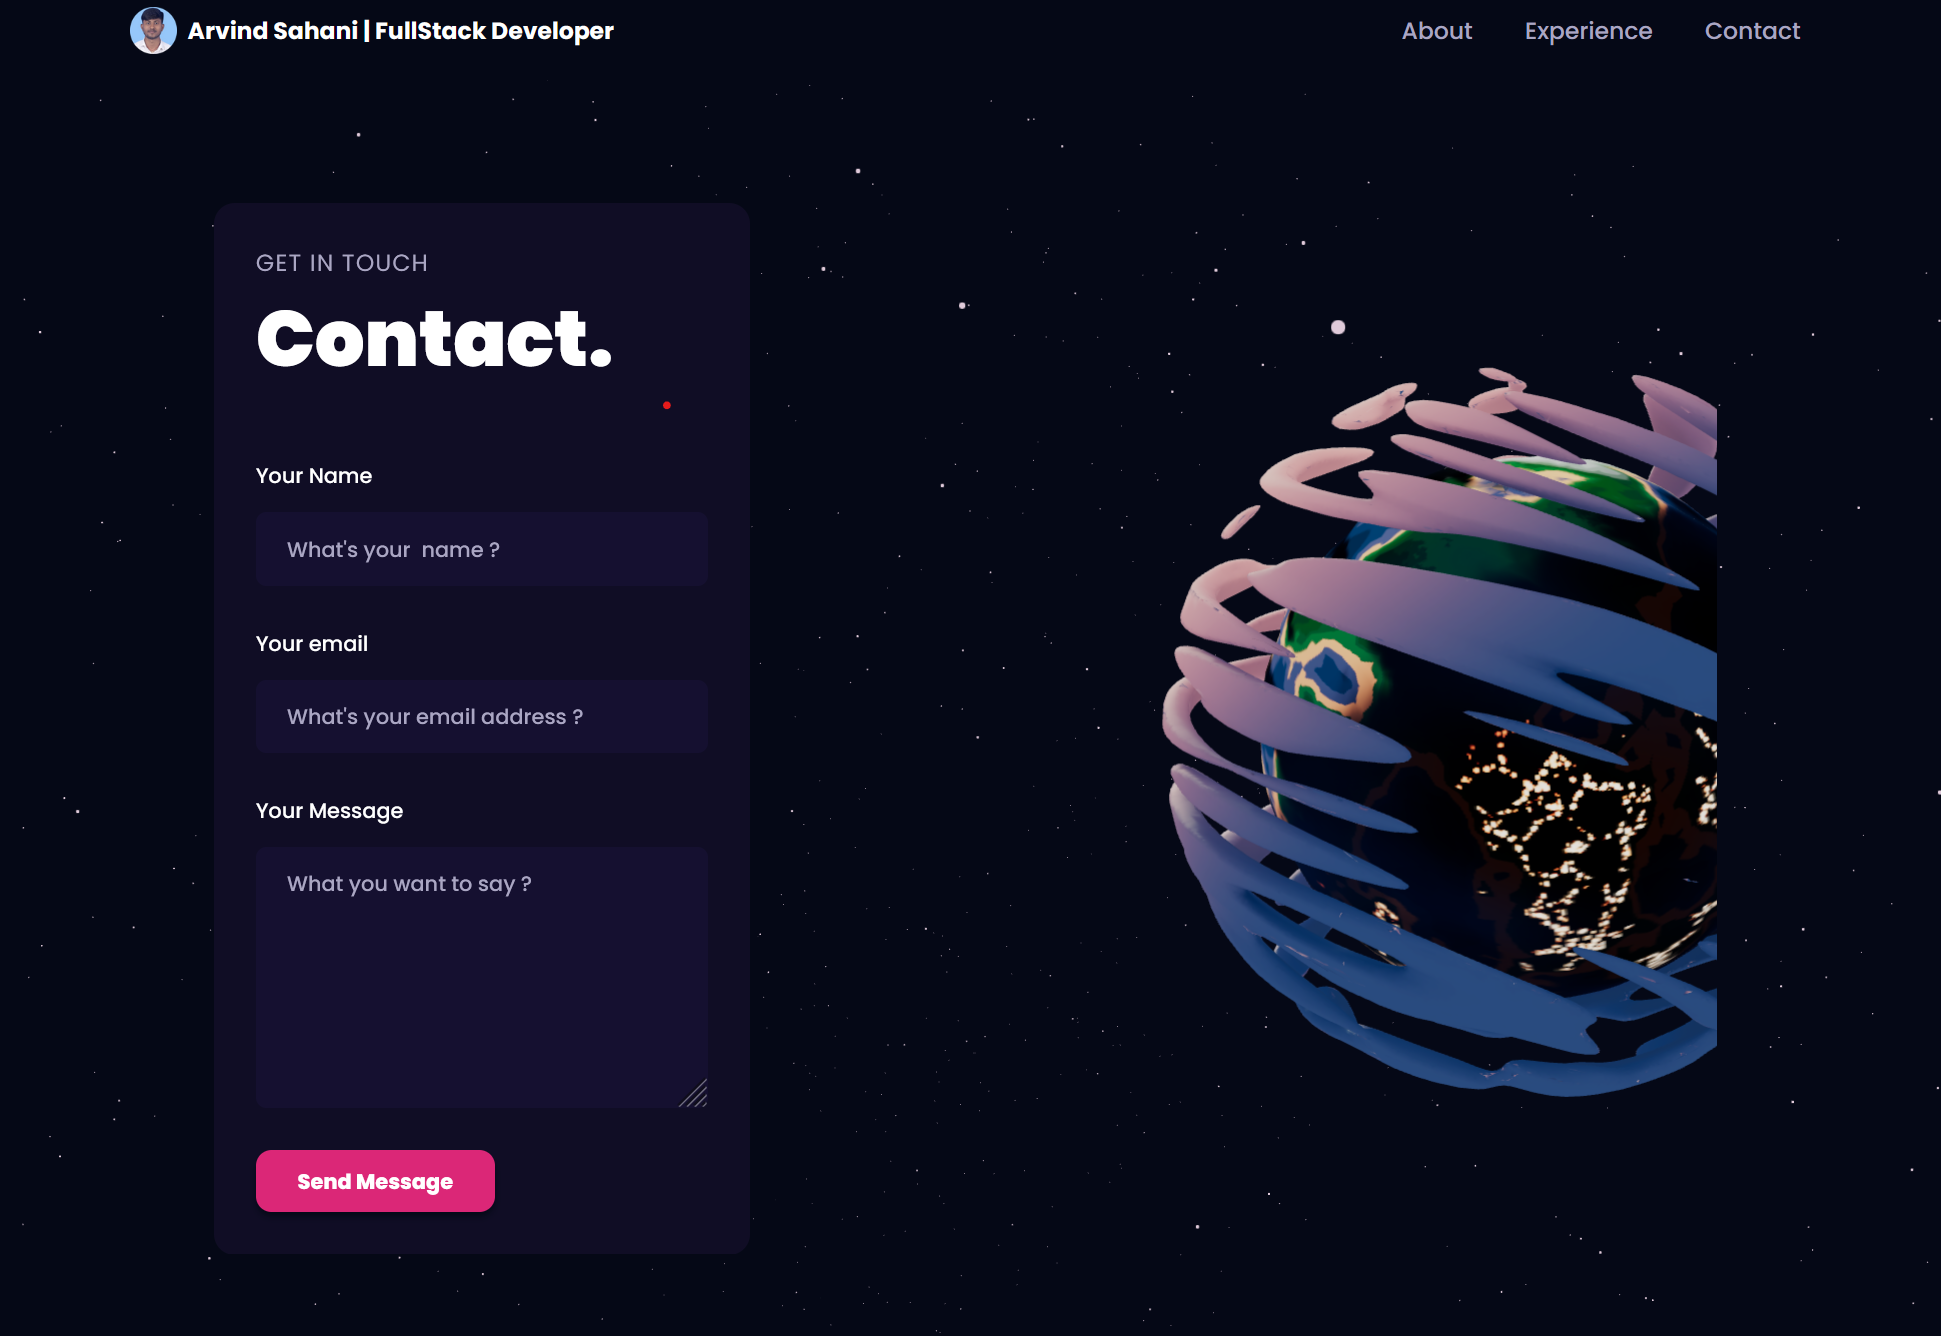 Arvind Sahani | FullStack Developer
About
Experience
Contact
GET IN TOUCH
Contact.
Your Name
What's your  name ?
Your email
What's your email address ?
Your Message
What you want to say ?
Send Message